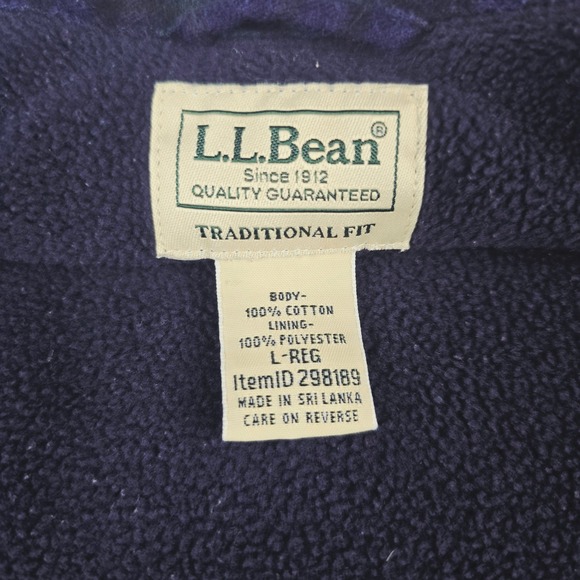 L.L.Bean®
Since 1912
QUALITY GUARANTEED
TRADITIONAL FIT
BODY-
100% COTTON
LINING-
100% POLYESTER
L-REG
ItemID 298189
MADE IN SRI LANKA
CARE ON REVERSE